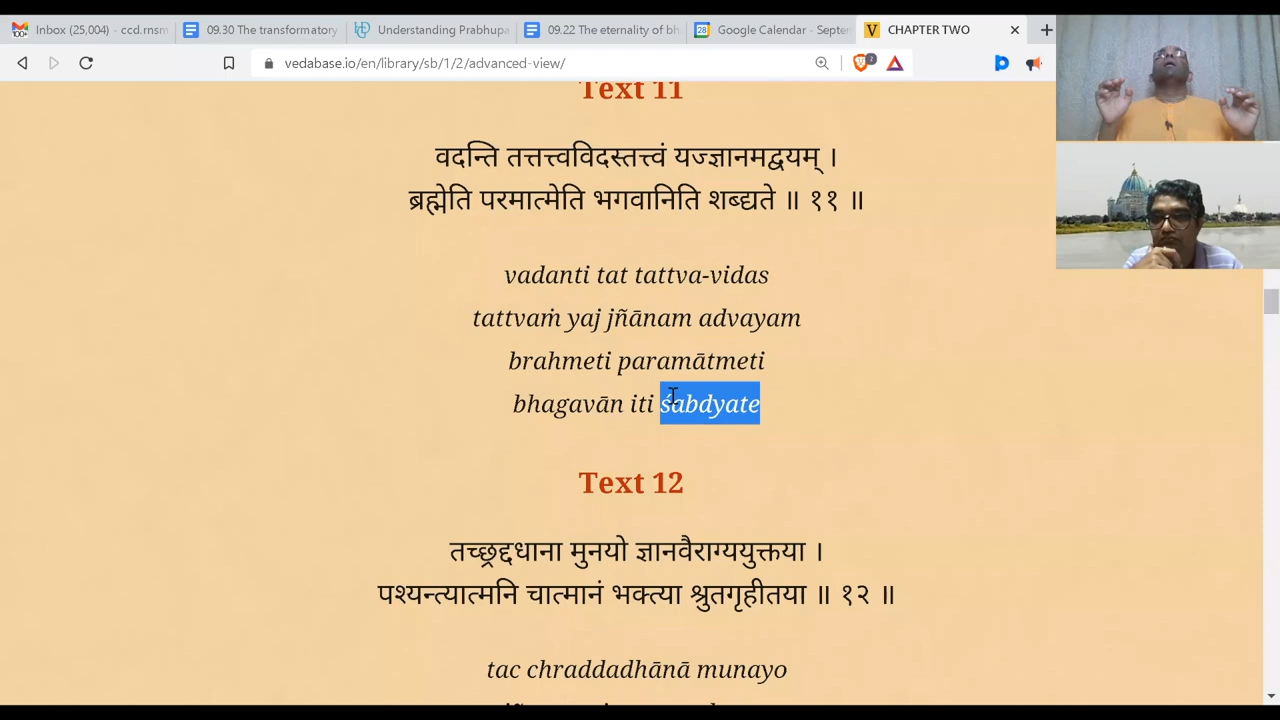 Inbox (25,004) - ccd.rns
09.30 The transformatory
Understanding Prabhupa
09.22 The eternality of bh
Google Calendar - Septe
CHAPTER TWO
vedabase.io/en/library/sb/1/2/advanced-view/
Text 11
वदन्ति तत्तत्त्वविदस्तत्त्वं यज्ज्ञानमद्वयम् ।
ब्रह्मेति परमात्मेति भगवानिति शब्द्यते ॥ ११ ॥
vadanti tat tattva-vidas
tattvaṁ yaj jñānam advayam
brahmeti paramātmeti
bhagavān iti śabdyate
Text 12
तच्छ्रद्दधाना मुनयो ज्ञानवैराग्ययुक्तया ।
पश्यन्त्यात्मनि चात्मानं भक्त्या श्रुतगृहीतया ॥ १२ ॥
tac chraddadhānā munayo